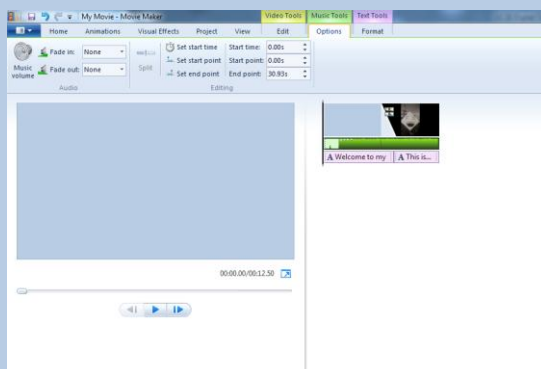 My Movie - Movie Maker
Video Tools
Music Tools
Text Tools
Home
Animations
Visual Effects
Project
View
Edit
Options
Format
Music volume
Fade in: None
Fade out: None
Audio
Split
Set start time
Set start point
Set end point
Start time: 0.00s
Start point: 0.00s
End point: 30.93s
Editing
A Welcome to my
A This is...
00:00.00/00:12.50